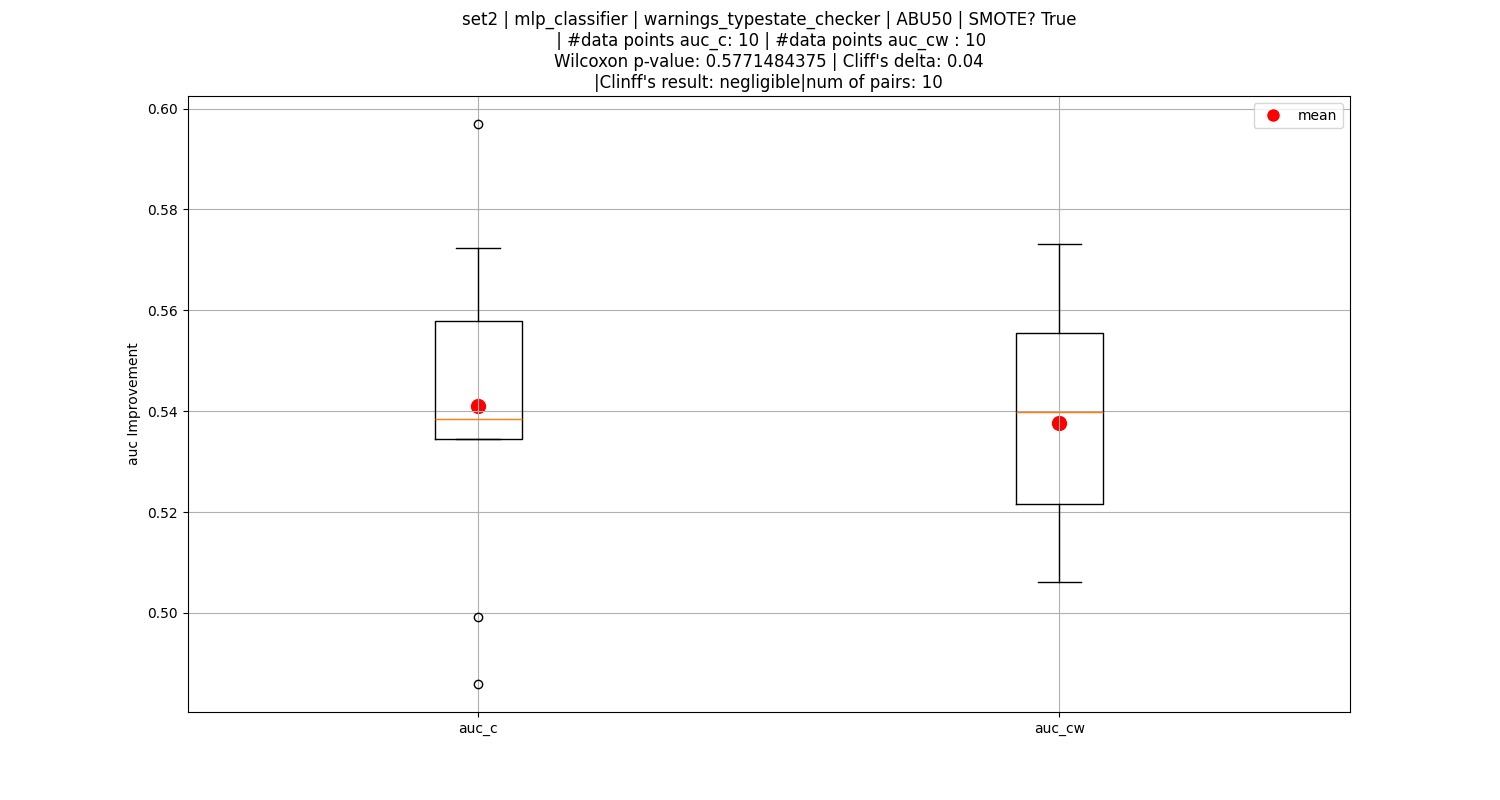 set2 | mlp_classifier | warnings_typestate_checker | ABU50 | SMOTE? True
| #data points auc_c: 10 | #data points auc_cw : 10
Wilcoxon p-value: 0.5771484375 | Cliff's delta: 0.04
|Clinff's result: negligible|num of pairs: 10
mean
0.60
0.58
0.56
0.54
0.52
0.50
auc Improvement
auc_c
auc_cw